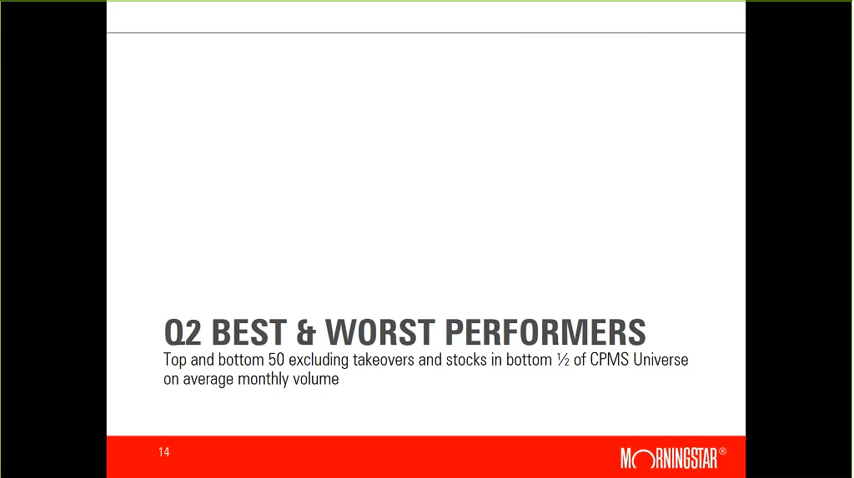 Q2 BEST & WORST PERFORMERS
Top and bottom 50 excluding takeovers and stocks in bottom ½ of CPMS Universe
on average monthly volume
14
MORNINGSTAR®